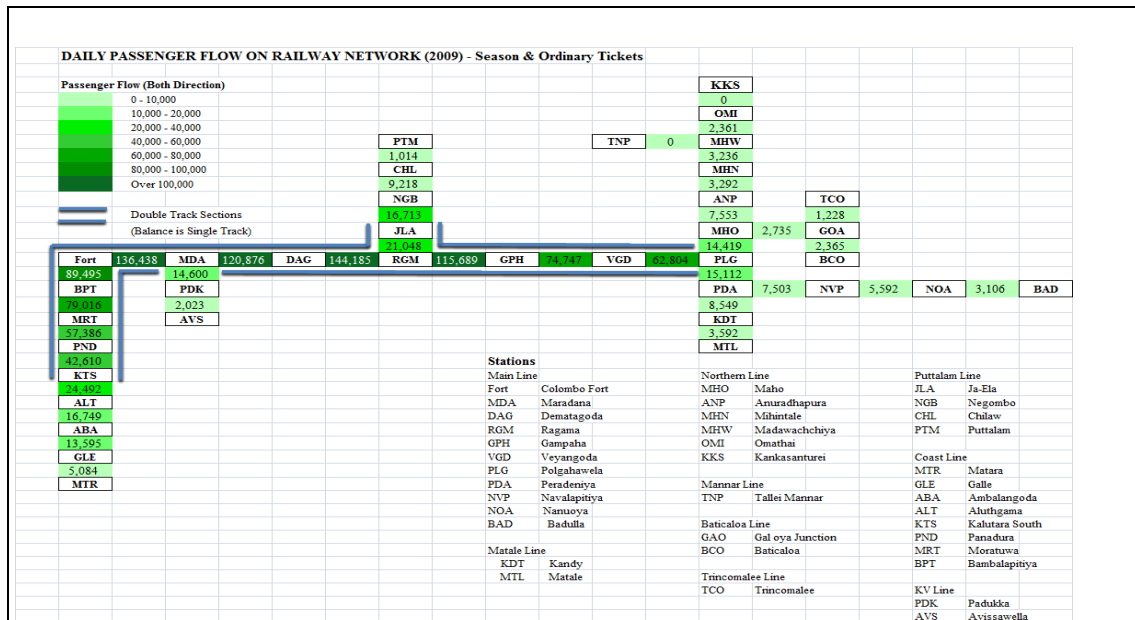 DAILY PASSENGER FLOW ON RAILWAY NETWORK (2009) - Season & Ordinary Tickets
Passenger Flow (Both Direction) KKS
0 - 10,000 0
10,000 - 20,000 OMI
20,000 - 40,000 2,361
40,000 - 60,000 PTM TNP 0 MHW
60,000 - 80,000 1,014 3,236
80,000 - 100,000 CHL MHN
Over 100,000 9,218 3,292
NGB ANP TCO
Double Track Sections 16,713 7,553 1,228
(Balance is Single Track) JLA MHO 2,735 GOA
21,048 14,419 2,365
Fort 136,438 MDA 120,876 DAG 144,185 RGM 115,689 GPH 74,747 VGD 62,804 PLG BCO
89,495 14,600 15,112
BPT PDK PDA 7,503 NVP 5,592 NOA 3,106 BAD
79,016 2,023 8,549
MRT AVS KDT
57,386 3,592
PND MTL
42,610 Stations
KTS Main Line Northern Line Puttalam Line
24,492 Fort Colombo Fort MHO Maho JLA Ja-Ela
ALT MDA Maradana ANP Anuradhapura NGB Negombo
16,749 DAG Dematagoda MHN Mihintale CHL Chilaw
ABA RGM Ragama MHW Madawachchiya PTM Puttalam
13,595 GPH Gampaha OMI Omathai
GLE VGD Veyangoda KKS Kankasanturei Coast Line
5,084 PLG Polgahawela MTR Matara
MTR PDA Peradeniya Mannar Line GLE Galle
NVP Navalapitiya TNP Tallei Mannar ABA Ambalangoda
NOA Nanuoya ALT Aluthgama
BAD Badulla Baticaloa Line KTS Kalutara South
GAO Gal oya Junction PND Panadura
Matale Line BCO Baticaloa MRT Moratuwa
KDT Kandy BPT Bambalapitiya
MTL Matale Trincomalee Line
TCO Trincomalee KV Line
PDK Padukka
AVS Avissawella